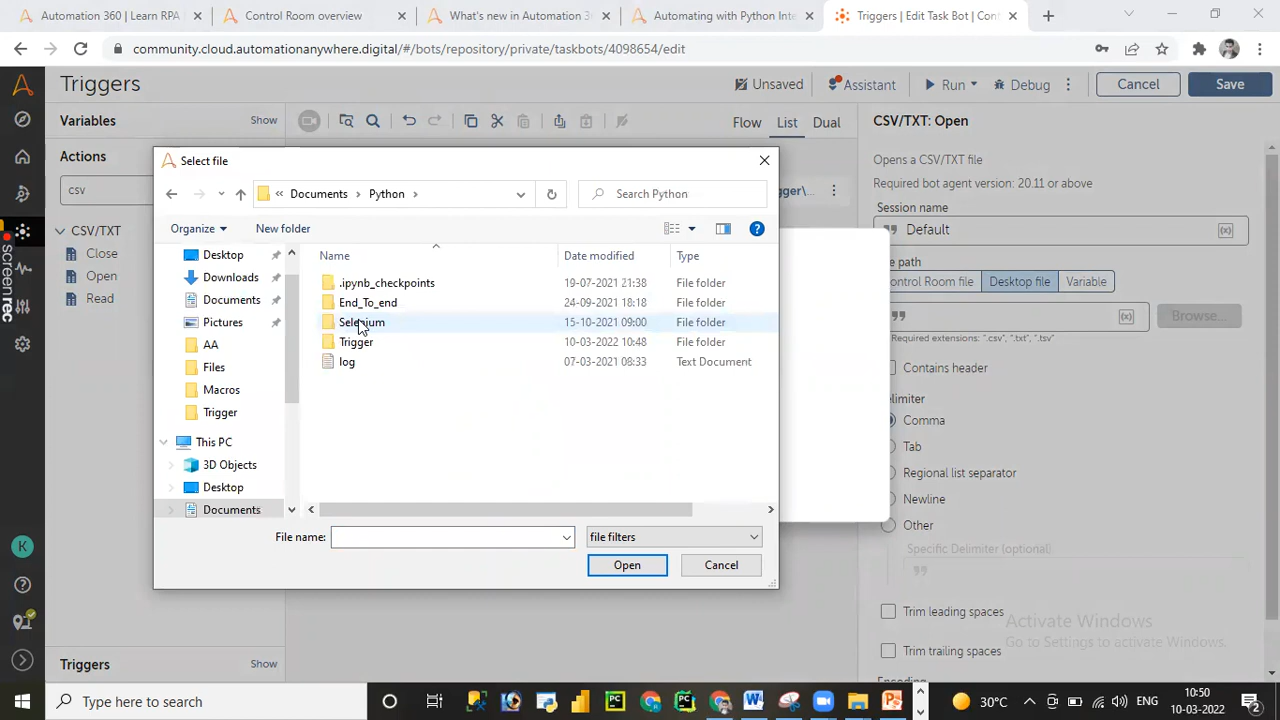 Automation 360 | Learn RPA
Control Room overview
What's new in Automation 3
Automating with Python Inte
Triggers | Edit Task Bot | Con
community.cloud.automationanywhere.digital/#/bots/repository/private/taskbots/4098654/edit
Triggers
Unsaved
Assistant
Run
Debug
Cancel
Save
Variables
Show
Flow
List
Dual
CSV/TXT: Open
Actions
csv
CSV/TXT
Close
Open
Read
Select file
Documents
Python
Search Python
Organize
New folder
Name
Date modified
Type
Desktop
Downloads
Documents
Pictures
AA
Files
Macros
Trigger
This PC
3D Objects
Desktop
Documents
.ipynb_checkpoints 19-07-2021 21:38 File folder
End_To_end 24-09-2021 18:18 File folder
Selenium 15-10-2021 09:00 File folder
Trigger 10-03-2022 10:48 File folder
log 07-03-2021 08:33 Text Document
File name:
file filters
Open
Cancel
gger\...
Opens a CSV/TXT file
Required bot agent version: 20.11 or above
Session name
Default
(x)
e path
ontrol Room file
Desktop file
Variable
(x)
Browse...
Required extensions: ".csv", ".txt", ".tsv"
Contains header
elimiter
Comma
Tab
Regional list separator
Newline
Other
Specific Delimiter (optional)
Trim leading spaces
Trim trailing spaces
Activate Windows
Go to Settings to activate Windows.
Triggers
Show
screenrec
K
Type here to search
30°C
ENG
10:50
10-03-2022
2